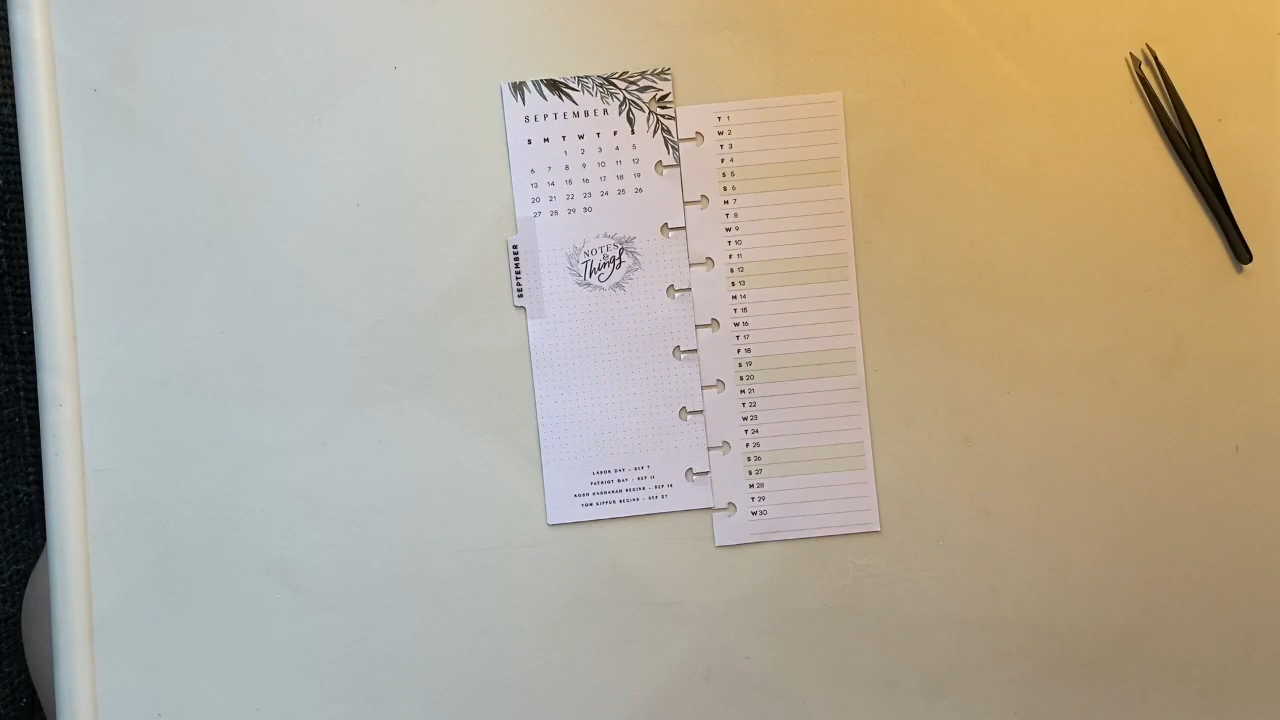 SEPTEMBER
S M T W T F S
1 2 3 4 5
6 7 8 9 10 11 12
13 14 15 16 17 18 19
20 21 22 23 24 25 26
27 28 29 30
SEPTEMBER
NOTES
&
Things
LABOR DAY - SEP 7
PATRIOT DAY - SEP 11
ROSH HASHANAH BEGINS - SEP 18
YOM KIPPUR BEGINS - SEP 27
T 1
W 2
T 3
F 4
S 5
S 6
M 7
T 8
W 9
T 10
F 11
S 12
S 13
M 14
T 15
W 16
T 17
F 18
S 19
S 20
M 21
T 22
W 23
T 24
F 25
S 26
S 27
M 28
T 29
W 30